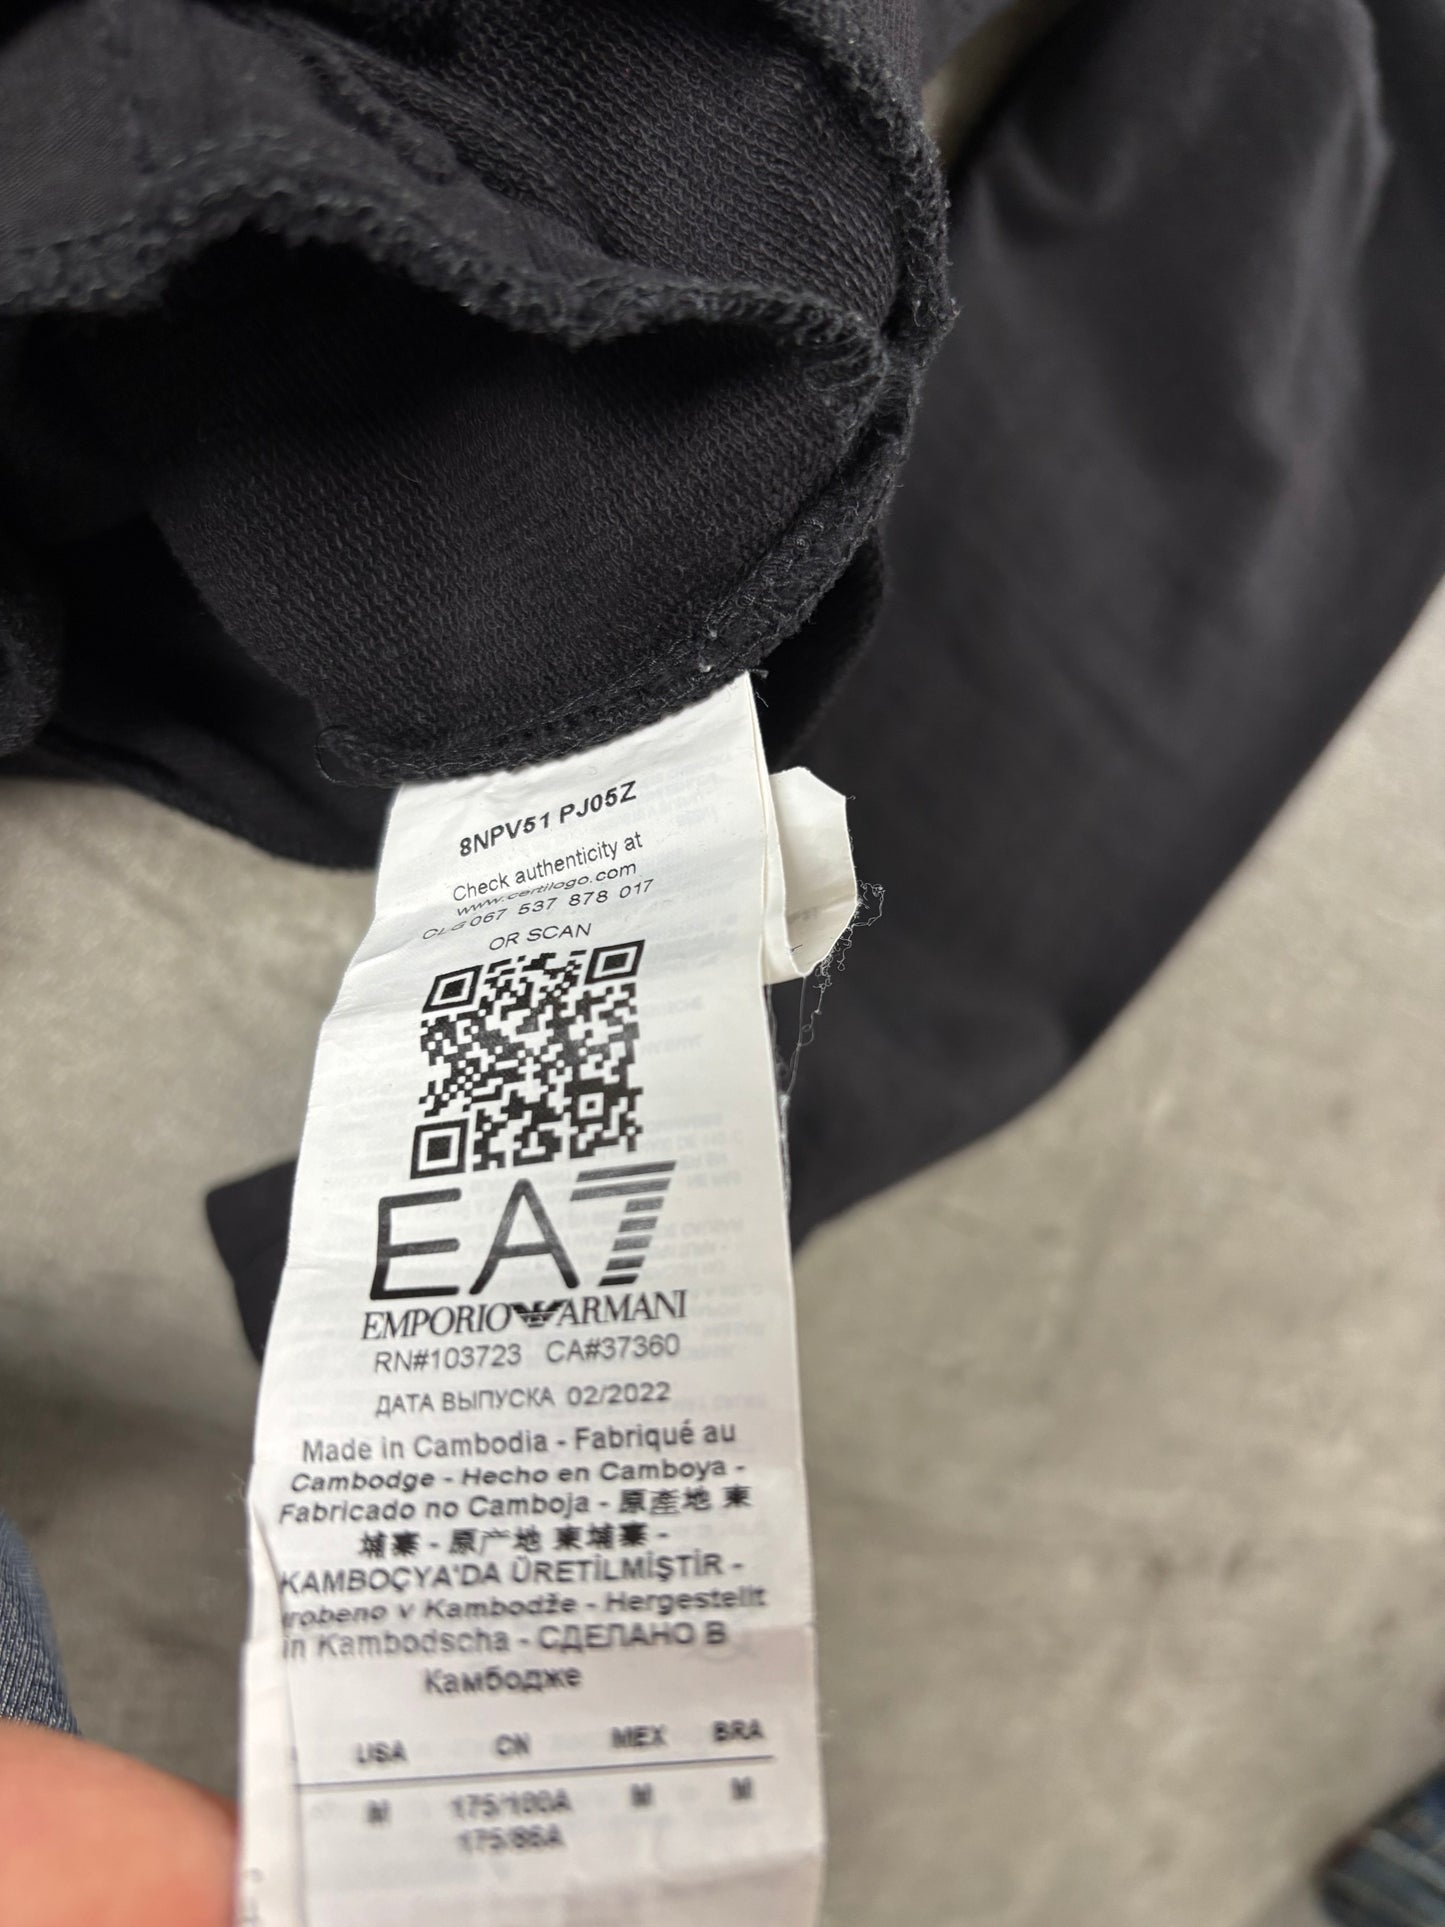 8NPV51 PJ05Z
Check authenticity at
www.certilogo.com
CLG 067 537 878 017
OR SCAN
EA7
EMPORIO ARMANI
RN#103723 CA#37360
ДАТА ВЫПУСКА 02/2022
Made in Cambodia - Fabriqué au
Cambodge - Hecho en Camboya -
Fabricado no Camboja - 原產地 柬
埔寨 - 原产地 柬埔寨 -
KAMBOÇYA'DA ÜRETİLMİŞTİR -
Vyrobeno v Kambodže - Hergestellt
in Kambodscha - СДЕЛАНО В
Камбодже
USA CN MEX BRA
M 175/100A M M
175/86A